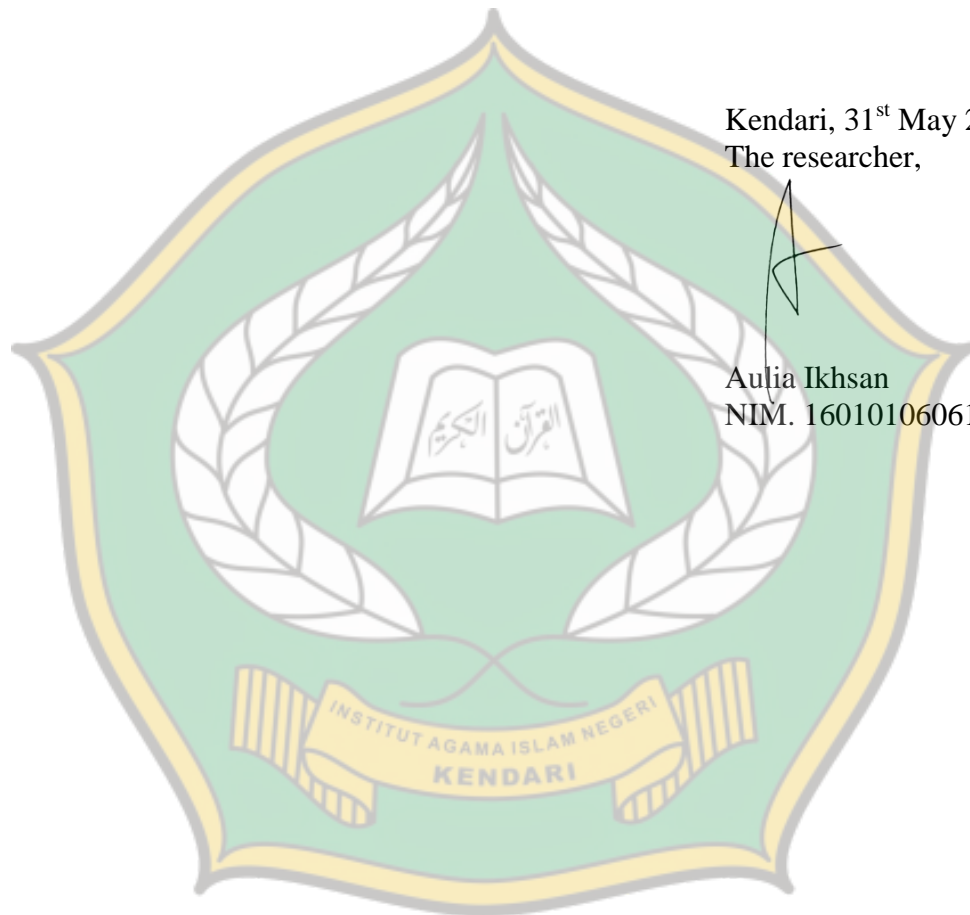 Kendari, 31st May 2
The researcher,
Aulia Ikhsan
NIM. 16010106061
القرآن الكريم
INSTITUT AGAMA ISLAM NEGERI
KENDARI